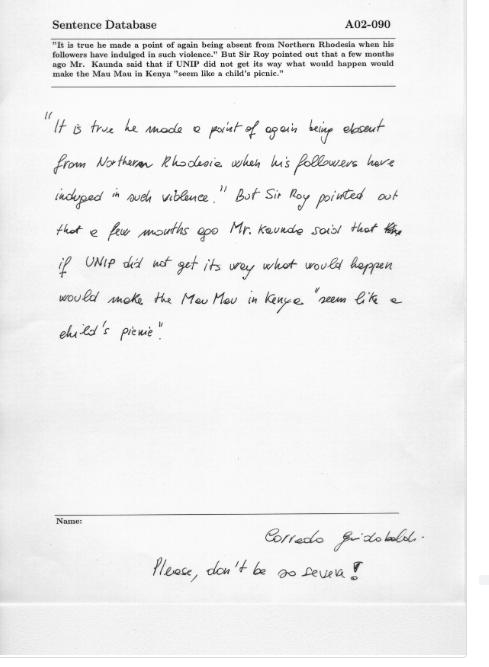 Sentence Database A02-090
"It is true he made a point of again being absent from Northern Rhodesia when his
followers have indulged in such violence." But Sir Roy pointed out that a few months
ago Mr. Kaunda said that if UNIP did not get its way what would happen would
make the Mau Mau in Kenya "seem like a child's picnic."
"It is true he made a point of again being absent
from Northern Rhodesia when his followers have
induged in such violence." But Sir Roy pointed out
that a few months ago Mr. Kaunda said that
if UNIP did not get its way what would happen
would make the Mau Mau in Kenya "seem like a
child's picnic".
Name:
Corrado Guidobaldi.
Please, don't be so severe!